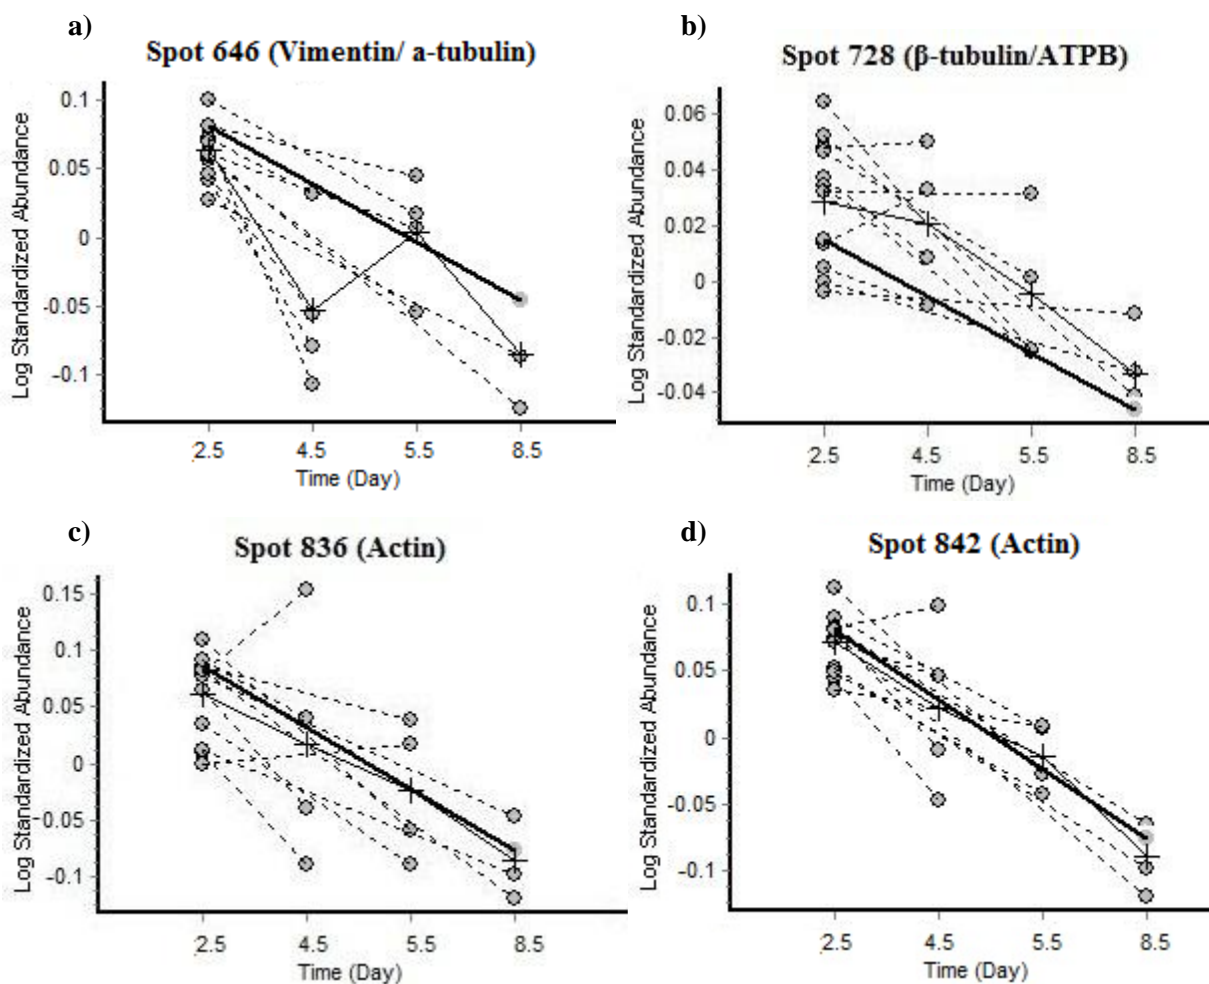 a)
Spot 646 (Vimentin/ a-tubulin)
Log Standardized Abundance
0.1
0.05
0
-0.05
-0.1
2.5 4.5 5.5 8.5
Time (Day)
b)
Spot 728 (β-tubulin/ATPB)
Log Standardized Abundance
0.06
0.04
0.02
0
-0.02
-0.04
2.5 4.5 5.5 8.5
Time (Day)
c)
Spot 836 (Actin)
Log Standardized Abundance
0.15
0.1
0.05
0
-0.05
-0.1
2.5 4.5 5.5 8.5
Time (Day)
d)
Spot 842 (Actin)
Log Standardized Abundance
0.1
0.05
0
-0.05
-0.1
2.5 4.5 5.5 8.5
Time (Day)